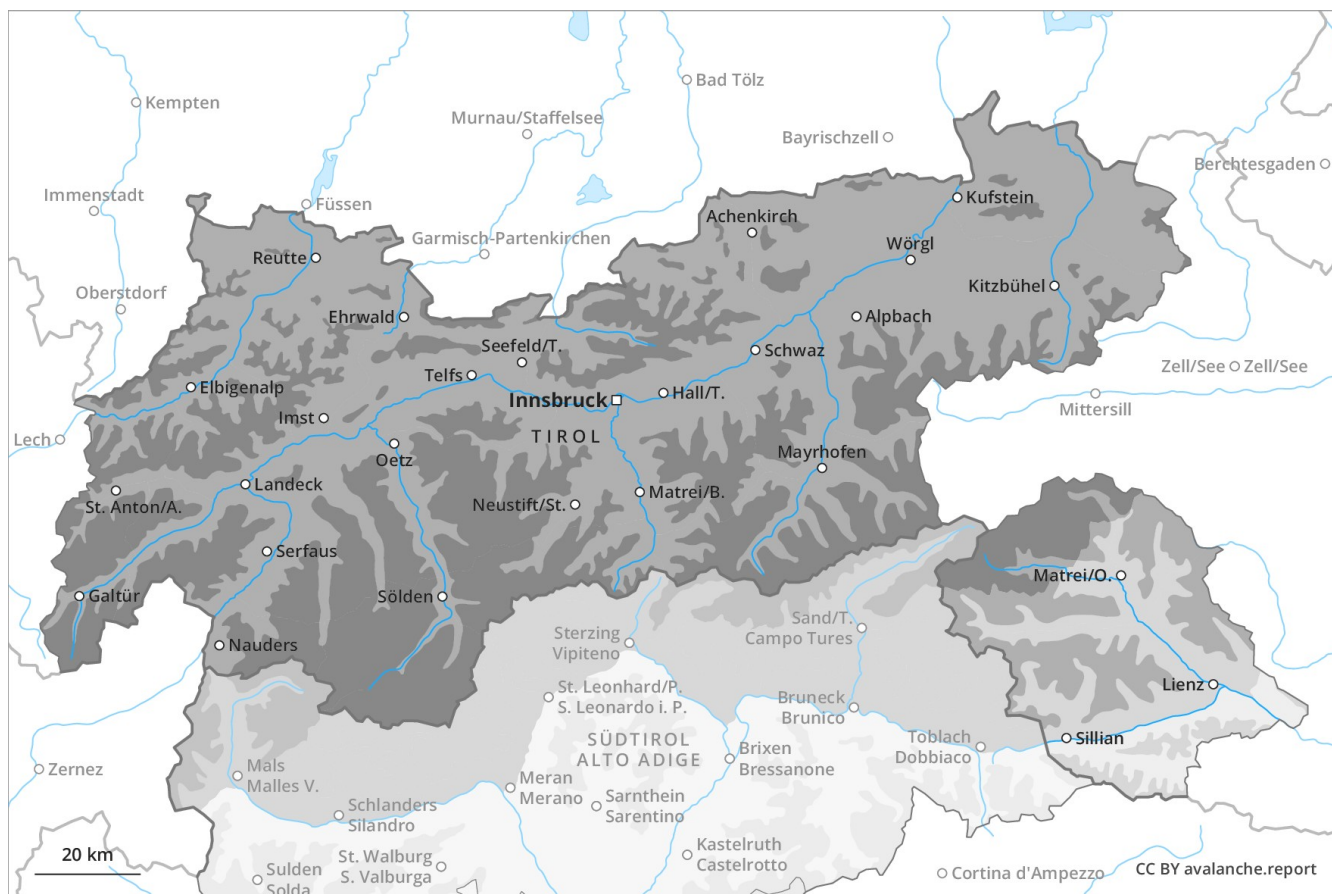 Kempten
Bad Tölz
Murnau/Staffelsee
Bayrischzell
Berchtesgaden
Immenstadt
Füssen
Kufstein
Achenkirch
Garmisch-Partenkirchen
Wörgl
Reutte
Kitzbühel
Oberstdorf
Ehrwald
Alpbach
Seefeld/T.
Schwaz
Zell/See
Zell/See
Telfs
Elbigenalp
Hall/T.
Innsbruck
Mittersill
Imst
TIROL
Lech
Oetz
Mayrhofen
Landeck
St. Anton/A.
Neustift/St.
Matrei/B.
Serfaus
Matrei/O.
Galtür
Sölden
Sand/T.
Campo Tures
Sterzing
Vipiteno
Nauders
Lienz
St. Leonhard/P.
S. Leonardo i. P.
Bruneck
Brunico
Sillian
SÜDTIROL
ALTO ADIGE
Toblach
Dobbiaco
Brixen
Bressanone
Zernez
Mals
Malles V.
Meran
Merano
Sarnthein
Sarentino
Schlanders
Silandro
Kastelruth
Castelrotto
20 km
St. Walburg
S. Valburga
Sulden
Solda
Cortina d'Ampezzo
CC BY avalanche.report